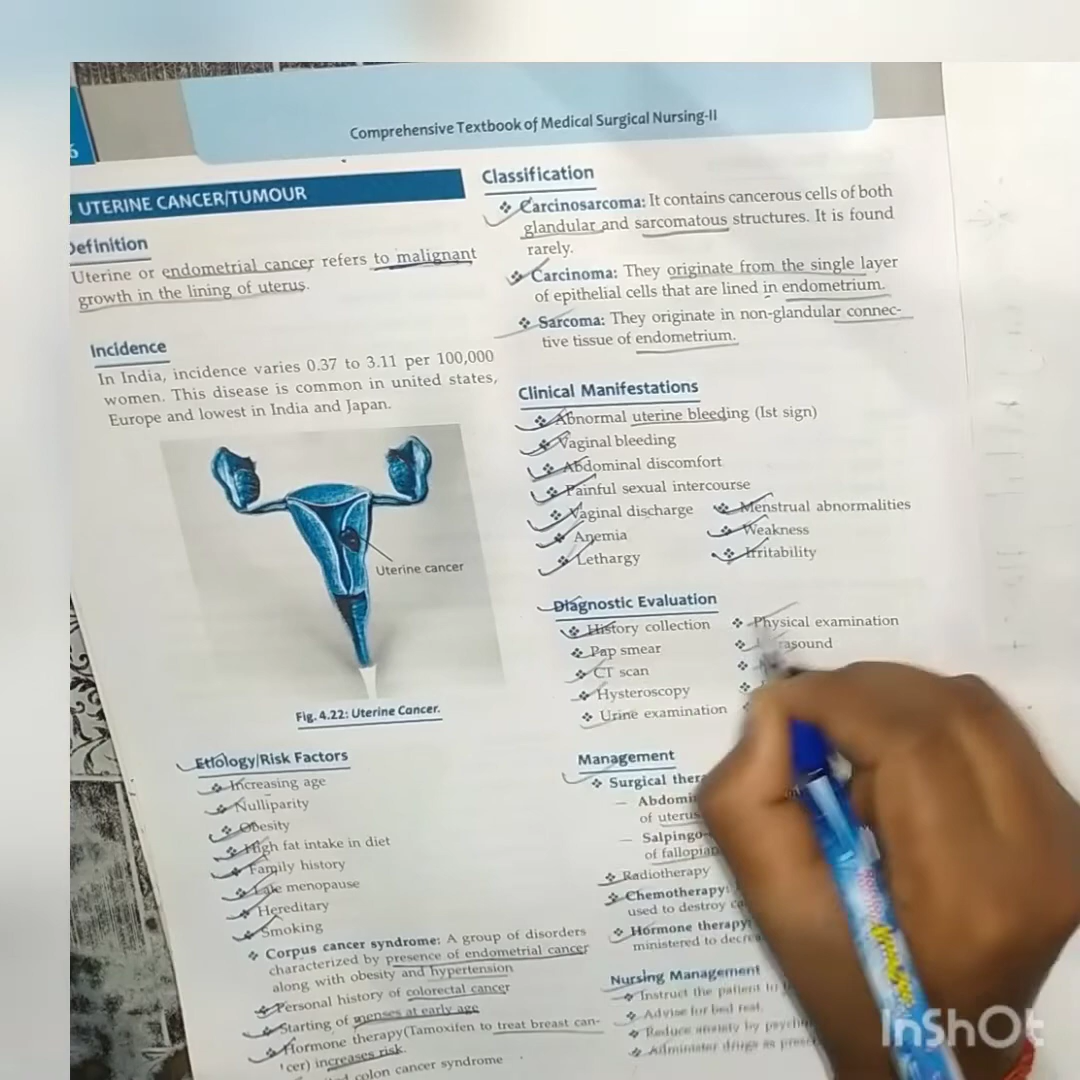 Comprehensive Textbook of Medical Surgical Nursing-II
UTERINE CANCER/TUMOUR
Definition
Uterine or endometrial cancer refers to malignant
growth in the lining of uterus.
Incidence
In India, incidence varies 0.37 to 3.11 per 100,000
women. This disease is common in united states,
Europe and lowest in India and Japan.
Uterine cancer
Fig. 4.22: Uterine Cancer.
Etiology/Risk Factors
❖ Increasing age
❖ Nulliparity
❖ Obesity
❖ High fat intake in diet
❖ Family history
❖ Late menopause
❖ Hereditary
❖ Smoking
❖ Corpus cancer syndrome: A group of disorders
characterized by presence of endometrial cancer
along with obesity and hypertension
❖ Personal history of colorectal cancer
❖ Starting of menses at early age
❖ Hormone therapy(Tamoxifen to treat breast can-
cer) increases risk
colon cancer syndrome
Classification
❖ Carcinosarcoma: It contains cancerous cells of both
glandular and sarcomatous structures. It is found
rarely.
❖ Carcinoma: They originate from the single layer
of epithelial cells that are lined in endometrium.
❖ Sarcoma: They originate in non-glandular connec-
tive tissue of endometrium.
Clinical Manifestations
❖ Abnormal uterine bleeding (Ist sign)
❖ Vaginal bleeding
❖ Abdominal discomfort
❖ Painful sexual intercourse
❖ Vaginal discharge ❖ Menstrual abnormalities
❖ Anemia ❖ Weakness
❖ Lethargy ❖ Irritability
Diagnostic Evaluation
❖ History collection ❖ Physical examination
❖ Pap smear ❖ rasound
❖ CT scan
❖ Hysteroscopy
❖ Urine examination
Management
❖ Surgical ther
— Abdomi
of uterus
— Salpingo-
of fallopian
❖ Radiotherapy
❖ Chemotherapy:
used to destroy
❖ Hormone therapy:
ministered to decrea
Nursing Management
❖ Instruct the patient to
❖ Advise for bed rest.
❖ Reduce anxiety by psych
❖ Administer drugs as presc
InShOt